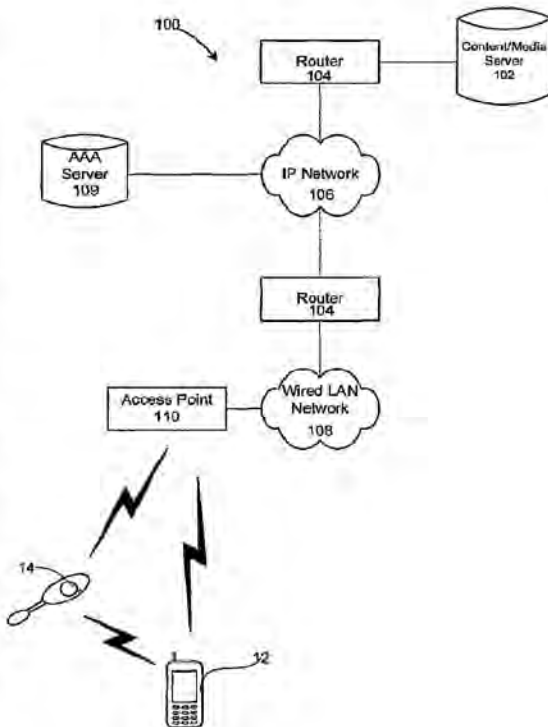 100
Content/Media
Server
102
Router
104
AAA
Server
109
IP Network
106
Router
104
Access Point
110
Wired LAN
Network
108
14
12